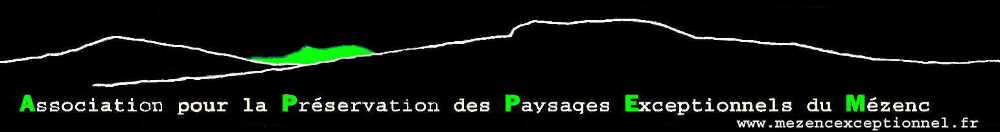 Association pour la Préservation des Paysages Exceptionnels du Mézenc
www.mezencexceptionnel.fr